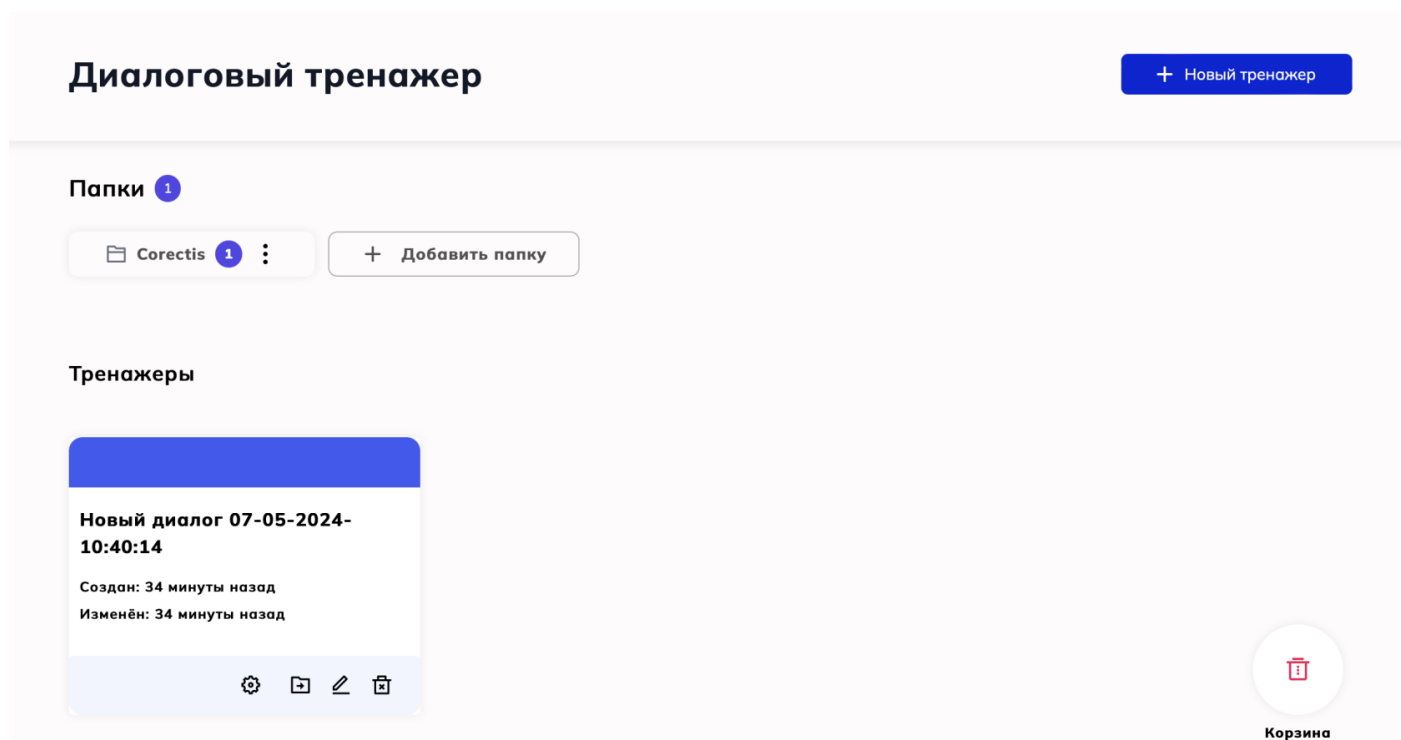 Диалоговый тренажер
+ Новый тренажер
Папки 1
Corectis 1
+ Добавить папку
Тренажеры
Новый диалог 07-05-2024-
10:40:14
Создан: 34 минуты назад
Изменён: 34 минуты назад
Корзина